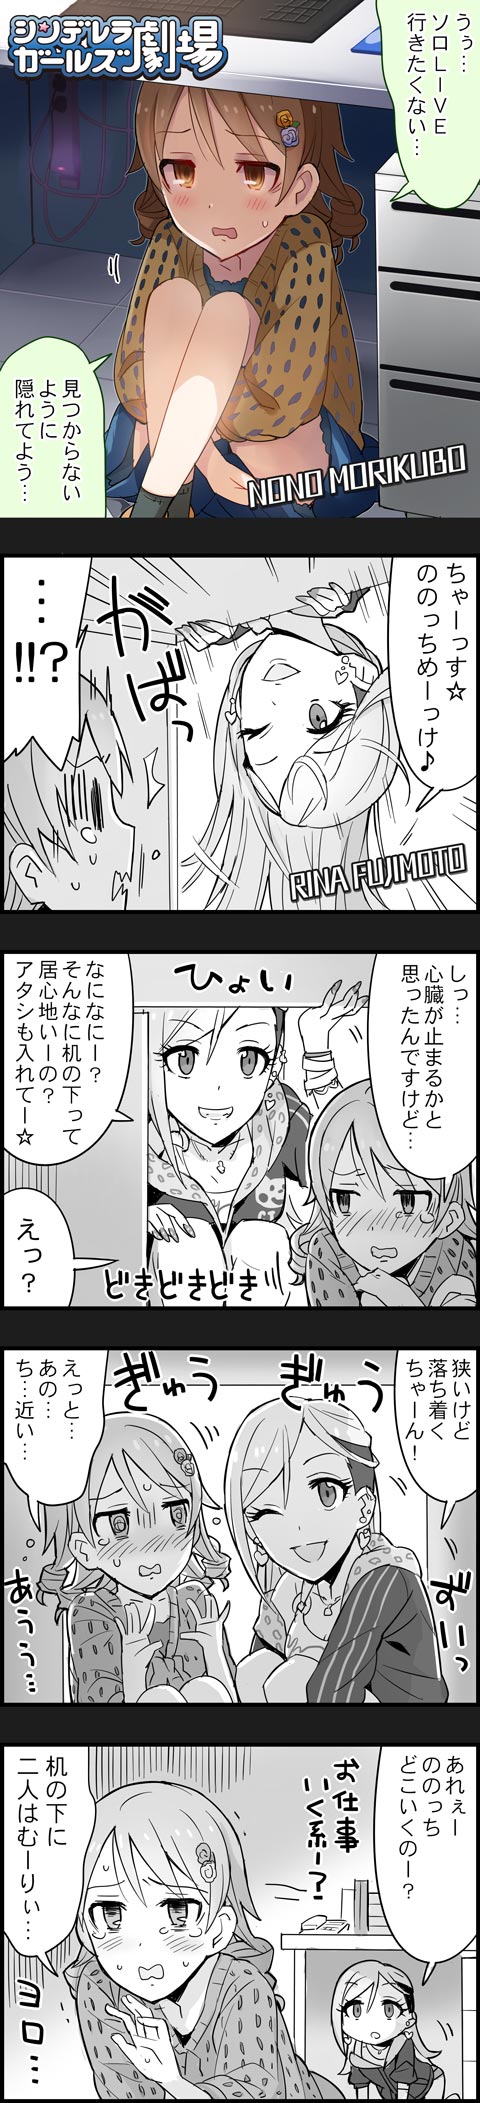 シンデレラ
ガールズ劇場
うぅ…
ソロLIVE
行きたくない…
見つからない
ように
隠れてよう…
NONO MORIKUBO
ちゃーっす☆
ののっちめーっけ♪
がばっ
…!!?
RINA FUJIMOTO
しっ…
心臓が止まるかと
思ったんですけど…
ひょい
なになにー？
そんなに机の下って
居心地いーの？
アタシも入れてー☆
えっ？
どきどきどき
狭いけど
落ち着く
ちゃーん！
ぎゅう
ぎゅう
ずいっ
えっと…
あの…
ち…近い…
あうぅ…
あれぇー
ののっち
どこいくのー？
お仕事
いく系ー？
机の下に
二人はむーりぃ…
ヨロ…